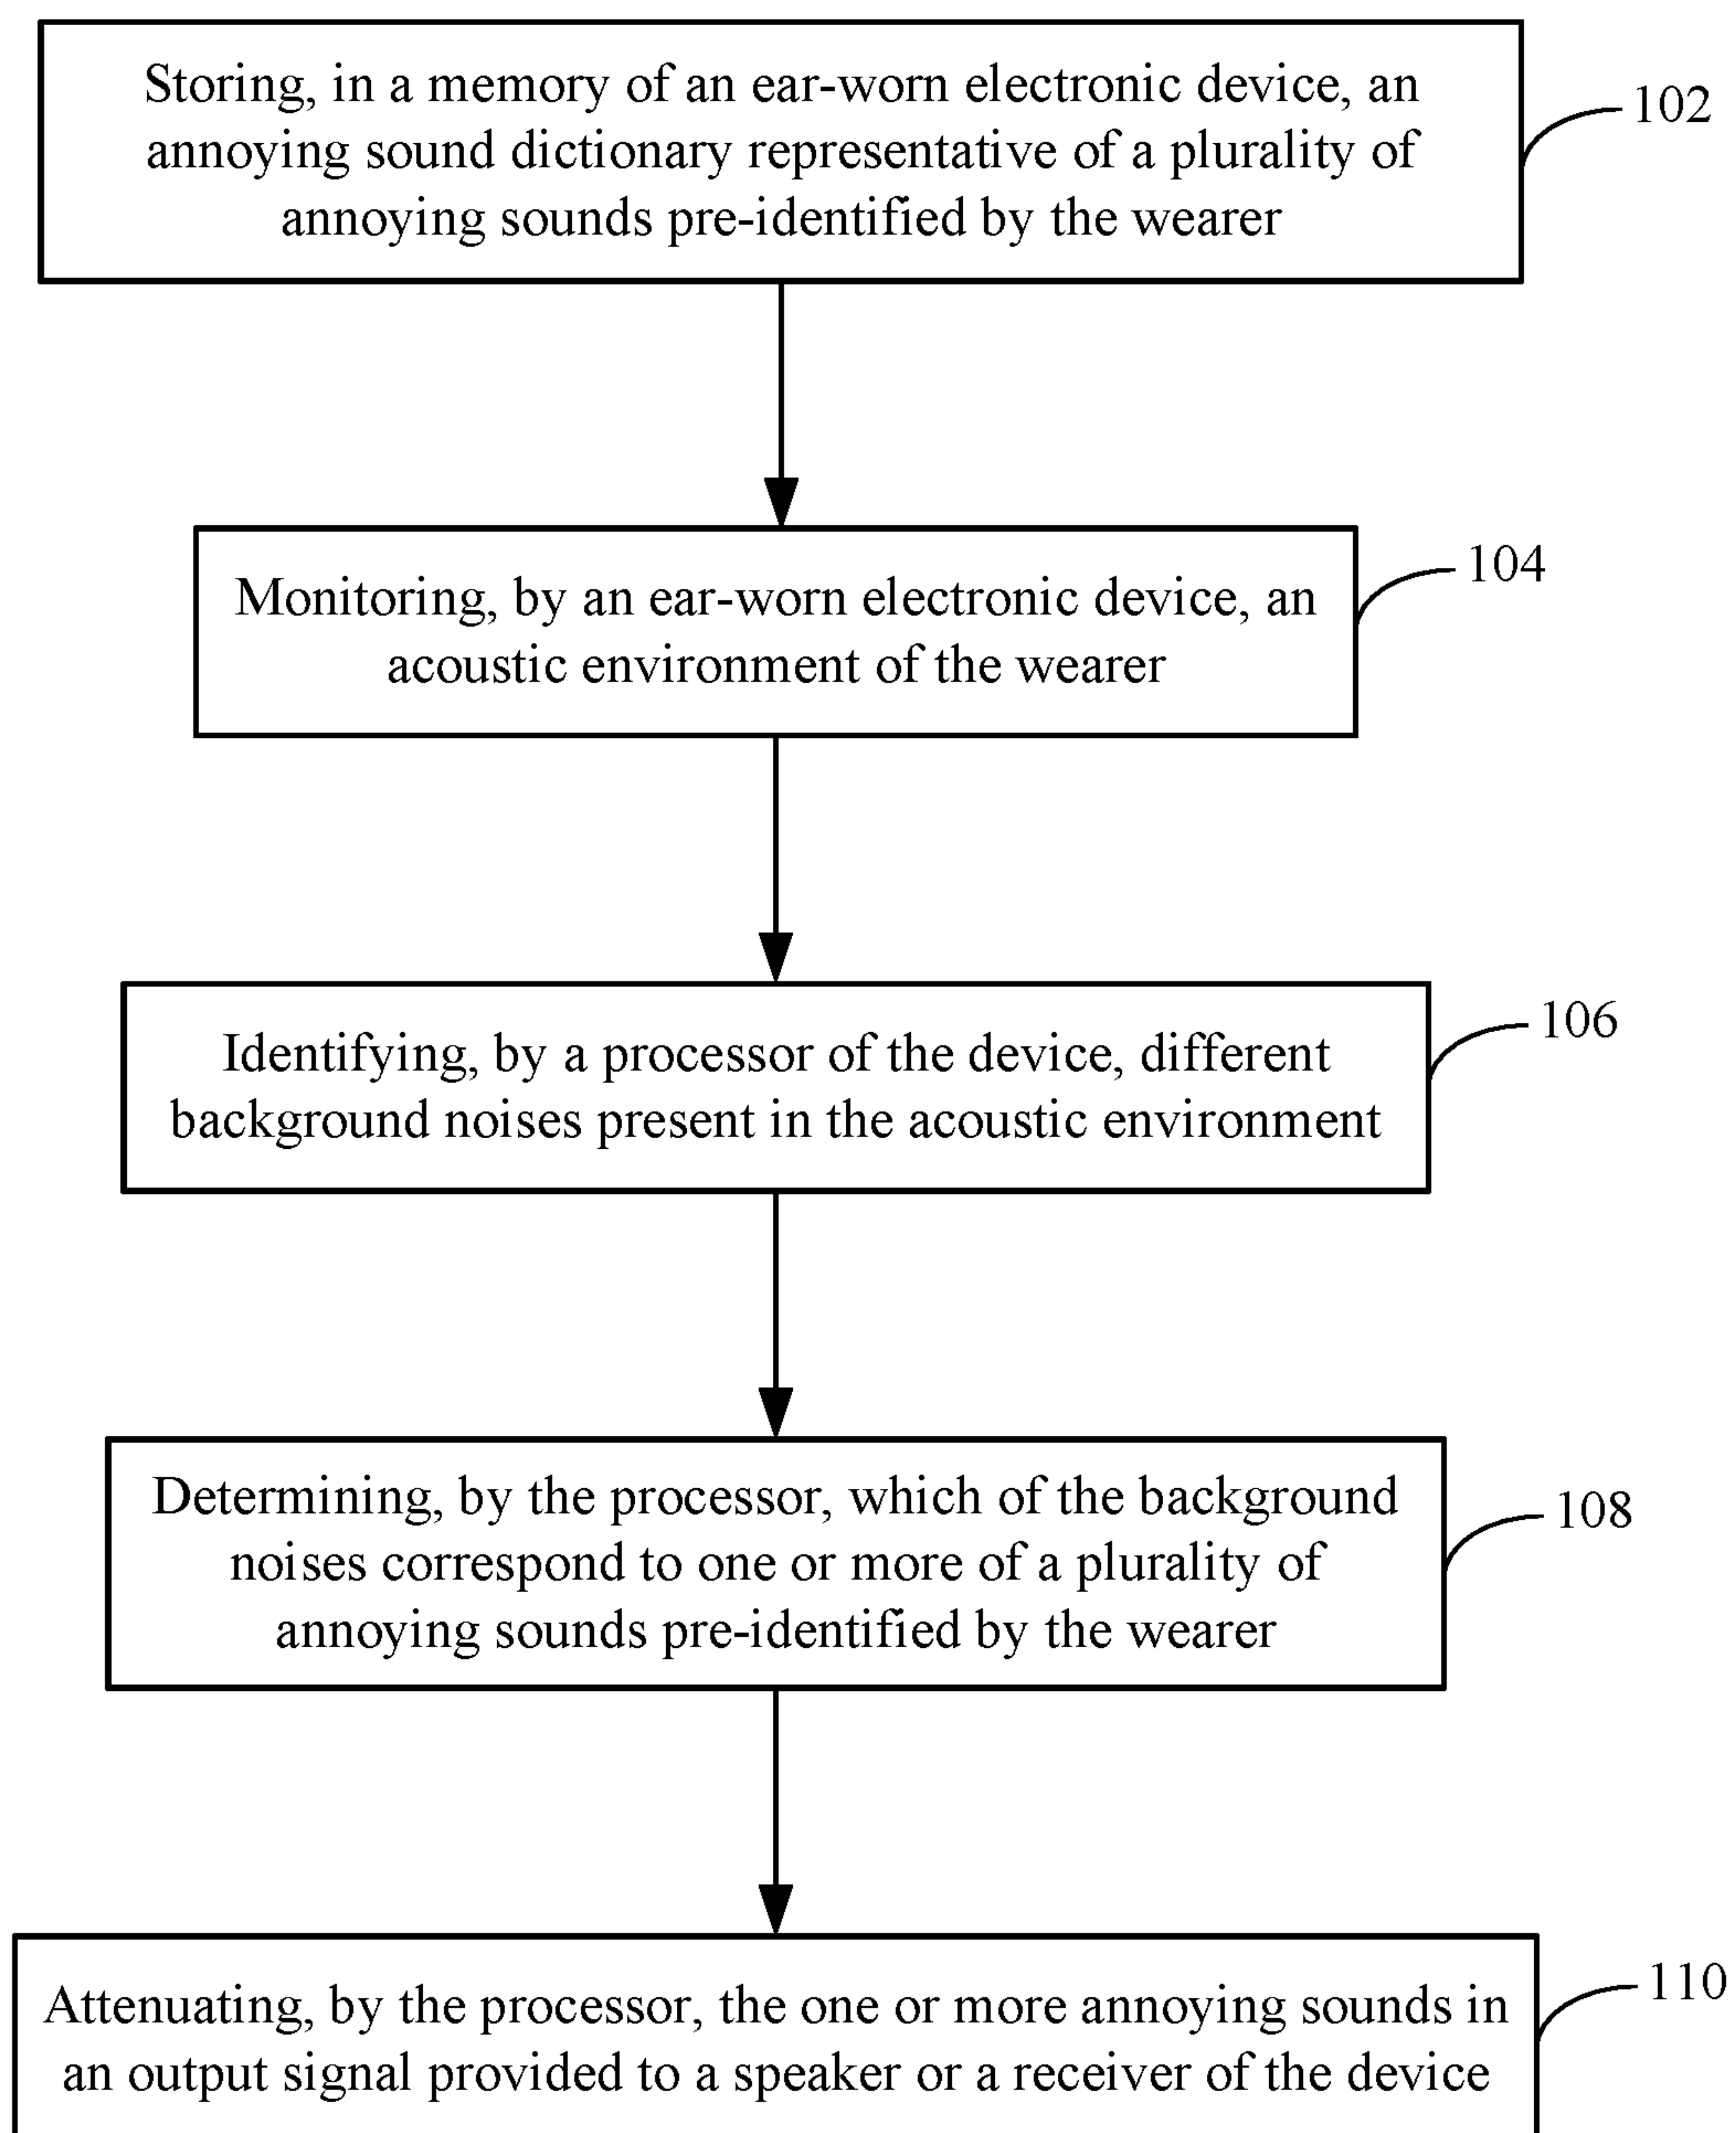 Storing, in a memory of an ear-worn electronic device, an
annoying sound dictionary representative of a plurality of
annoying sounds pre-identified by the wearer
102
Monitoring, by an ear-worn electronic device, an
acoustic environment of the wearer
104
Identifying, by a processor of the device, different
background noises present in the acoustic environment
106
Determining, by the processor, which of the background
noises correspond to one or more of a plurality of
annoying sounds pre-identified by the wearer
108
Attenuating, by the processor, the one or more annoying sounds in
an output signal provided to a speaker or a receiver of the device
110